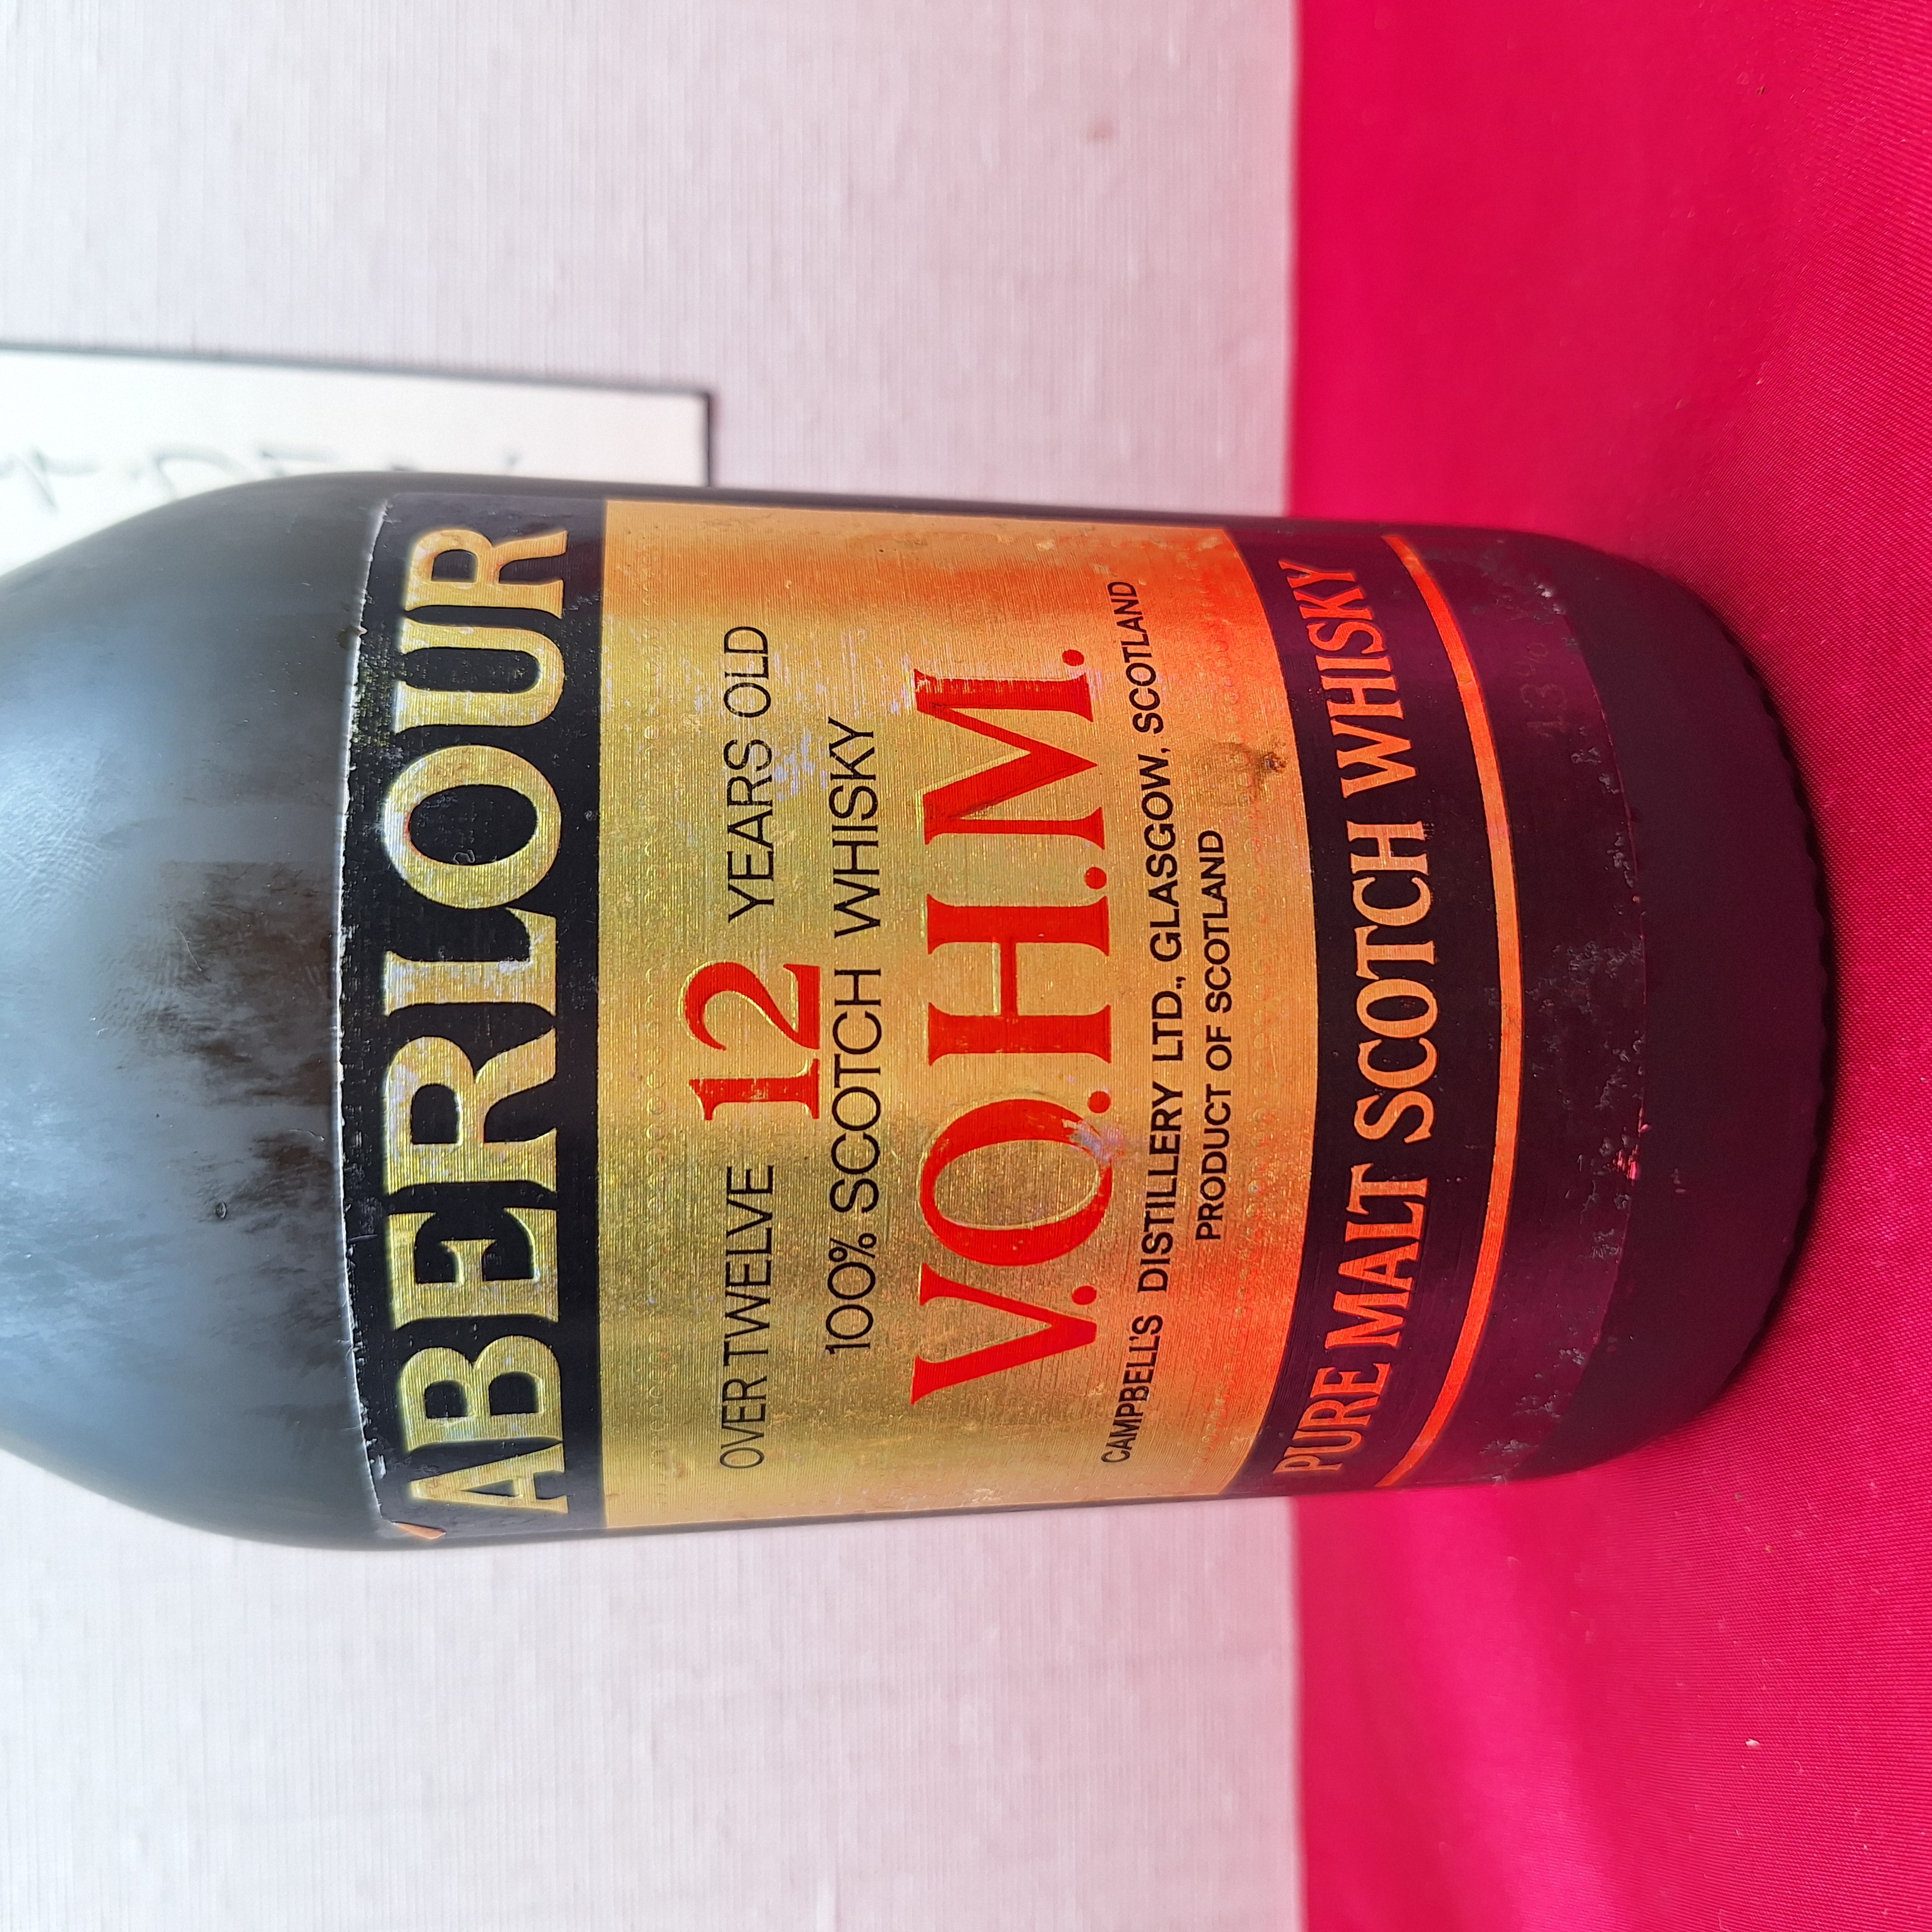 ABERLOUR
OVER TWELVE 12 YEARS OLD
100% SCOTCH WHISKY
V.Q.H.M.
CAMPBELL'S DISTILLERY LTD., GLASGOW, SCOTLAND
PRODUCT OF SCOTLAND
PURE MALT SCOTCH WHISKY